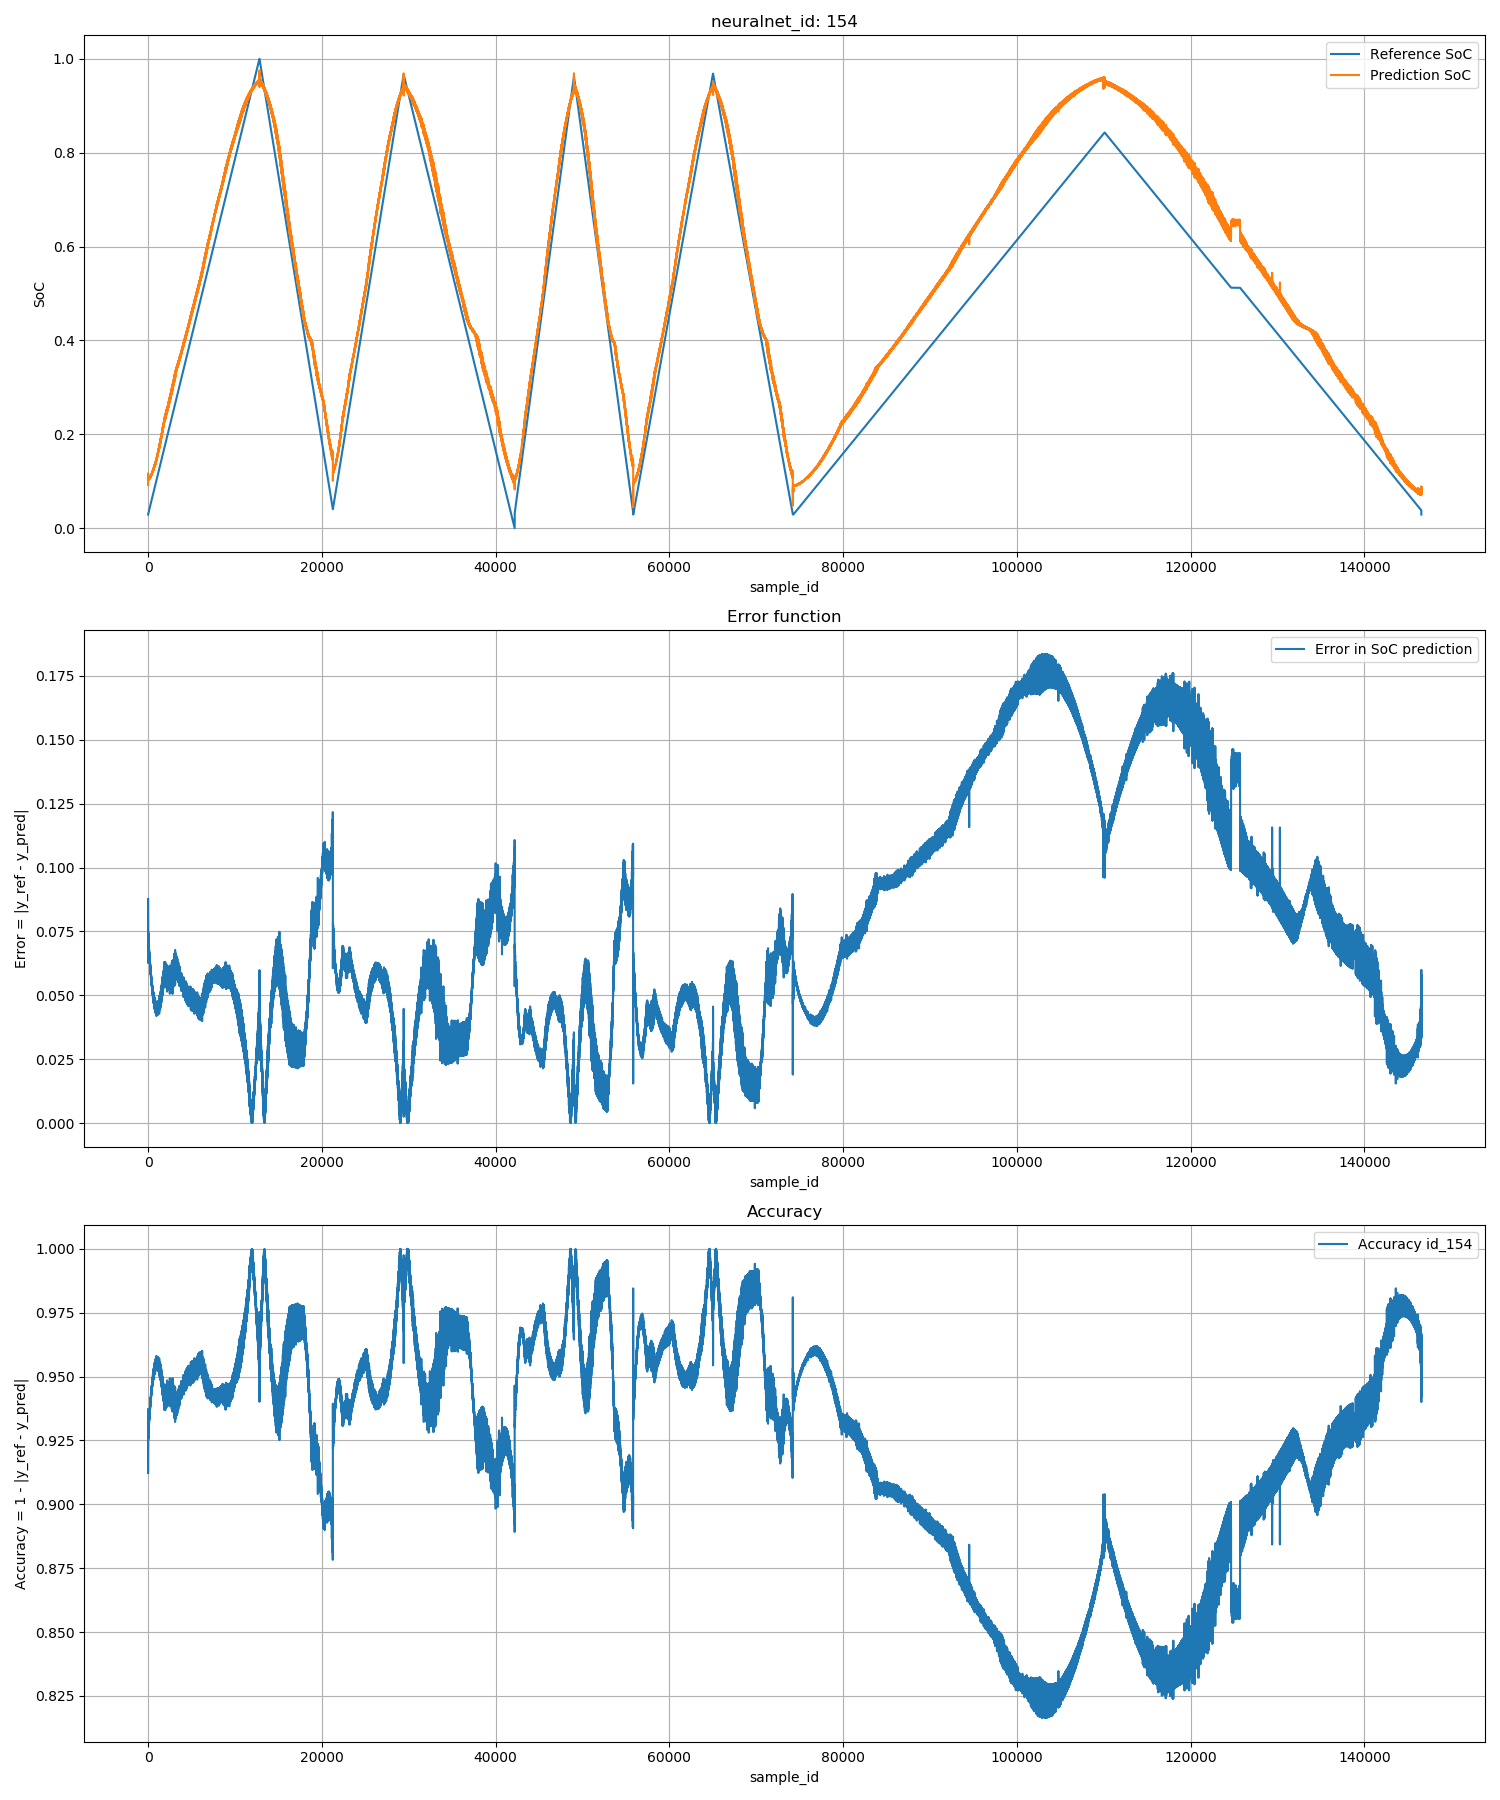 neuralnet_id: 154
Reference SoC
Prediction SoC
SoC
1.0
0.8
0.6
0.4
0.2
0.0
0 20000 40000 60000 80000 100000 120000 140000
sample_id
Error function
Error in SoC prediction
Error = |y_ref - y_pred|
0.175
0.150
0.125
0.100
0.075
0.050
0.025
0.000
0 20000 40000 60000 80000 100000 120000 140000
sample_id
Accuracy
Accuracy id_154
Accuracy = 1 - |y_ref - y_pred|
1.000
0.975
0.950
0.925
0.900
0.875
0.850
0.825
0 20000 40000 60000 80000 100000 120000 140000
sample_id